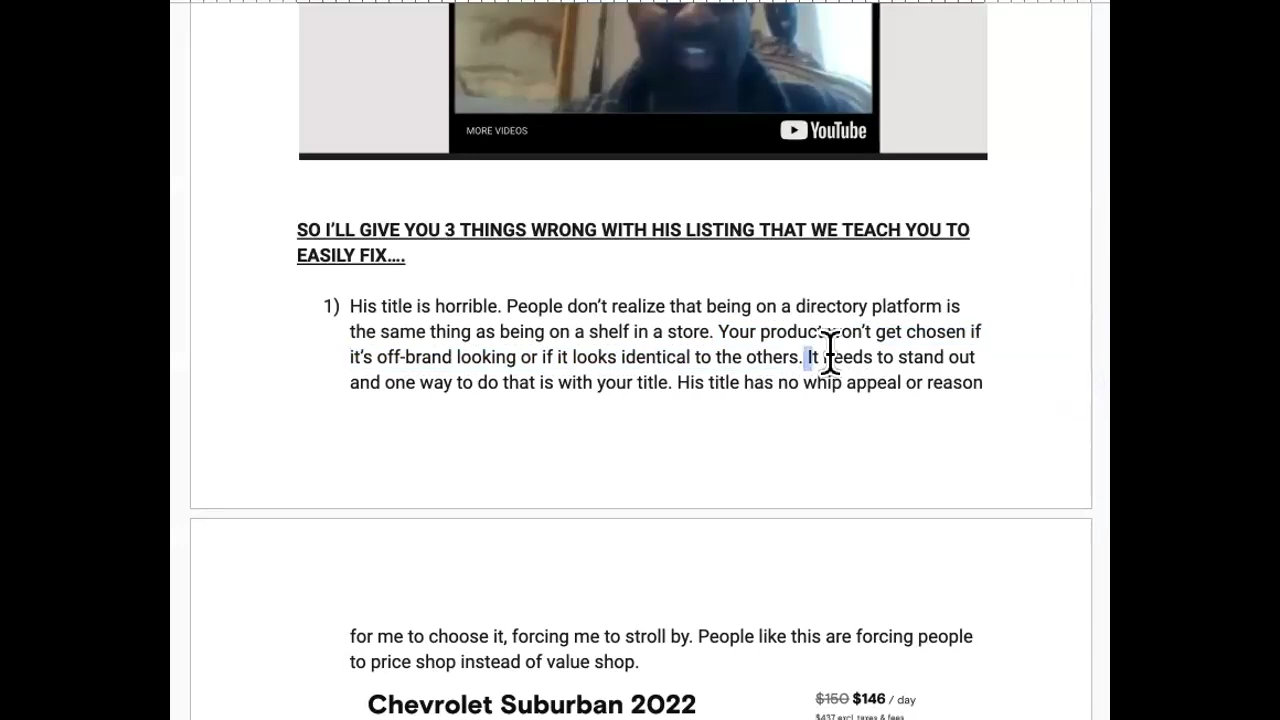 MORE VIDEOS
YouTube
SO I’LL GIVE YOU 3 THINGS WRONG WITH HIS LISTING THAT WE TEACH YOU TO
EASILY FIX….
1) His title is horrible. People don’t realize that being on a directory platform is
the same thing as being on a shelf in a store. Your product won’t get chosen if
it’s off-brand looking or if it looks identical to the others. It needs to stand out
and one way to do that is with your title. His title has no whip appeal or reason
for me to choose it, forcing me to stroll by. People like this are forcing people
to price shop instead of value shop.
Chevrolet Suburban 2022
$150 $146 / day
$437 excl. taxes & fees